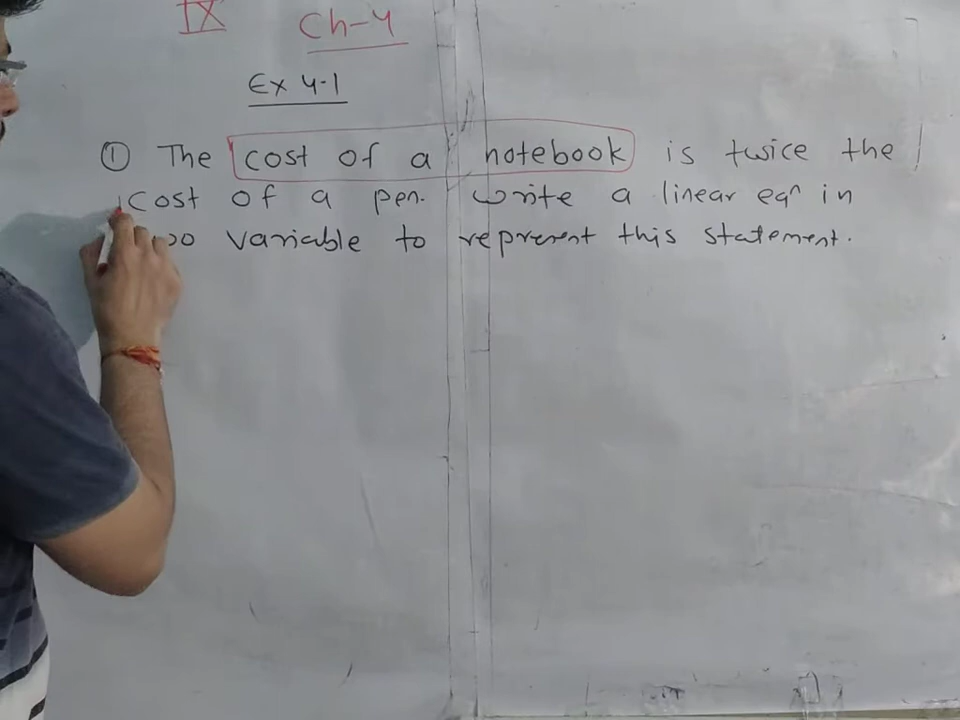 IX Ch-4
Ex 4.1
① The cost of a notebook is twice the
cost of a pen. write a linear eqn in
variable to represent this statement.